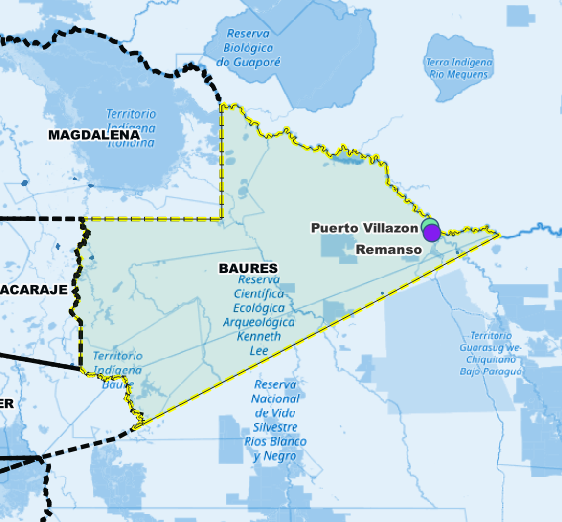 Reserva
Biológico
do Guaporé
Terra Indígena
Rio Mequens
Territorio
Indígena
Itonama
MAGDALENA
Puerto Villazon
Remanso
BAURES
Reserva
Científica
Ecológica
Arqueológica
Kenneth
Lee
ACARAJE
Territorio
Indígena
Baure
Territorio
Guarasug'we-
Chiquitano
Bajo Paraguá
Reserva
Nacional
de Vida
Silvestre
Rios Blanco
y Negro
ER